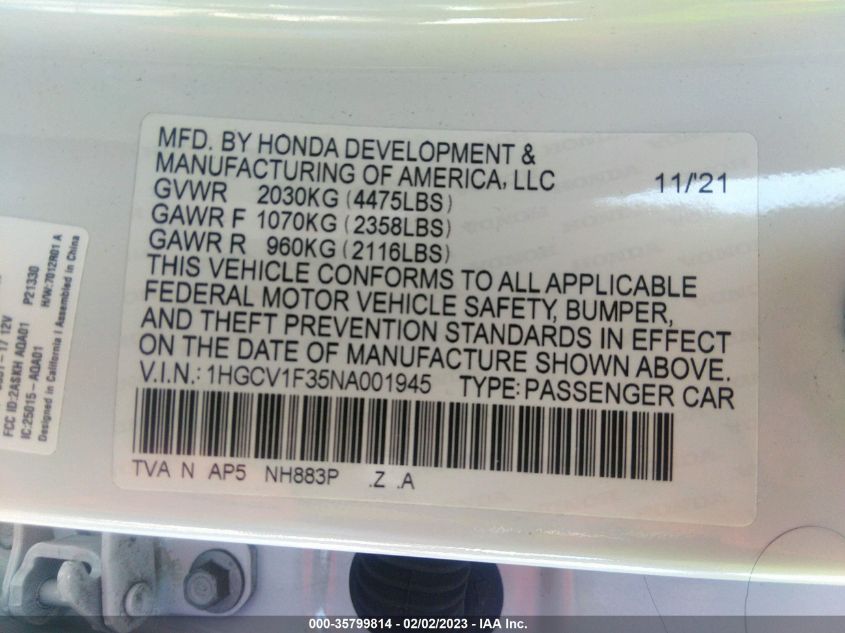 MFD. BY HONDA DEVELOPMENT &
MANUFACTURING OF AMERICA, LLC 11/'21
GVWR 2030KG (4475LBS)
GAWR F 1070KG (2358LBS)
GAWR R 960KG (2116LBS)
THIS VEHICLE CONFORMS TO ALL APPLICABLE
FEDERAL MOTOR VEHICLE SAFETY, BUMPER,
AND THEFT PREVENTION STANDARDS IN EFFECT
ON THE DATE OF MANUFACTURE SHOWN ABOVE.
V.I.N.: 1HGCV1F35NA001945 TYPE: PASSENGER CAR
TVA N AP5 NH883P .Z .A
12V
FCC ID:2ASKH AQA01 P21330
IC:25015-AQA01 H/W:7012R01 A
Designed in California / Assembled in China
000-35799814 - 02/02/2023 - IAA Inc.